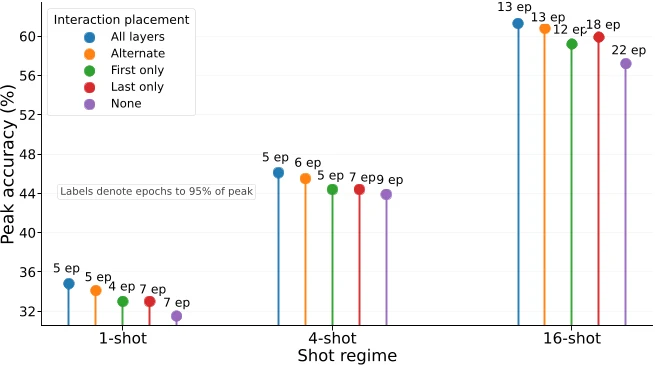 Interaction placement
All layers
Alternate
First only
Last only
None
Labels denote epochs to 95% of peak
Peak accuracy (%)
60
56
52
48
44
40
36
32
5 ep
5 ep
4 ep
7 ep
7 ep
5 ep
6 ep
5 ep
7 ep
9 ep
13 ep
13 ep
12 ep
18 ep
22 ep
1-shot
4-shot
16-shot
Shot regime